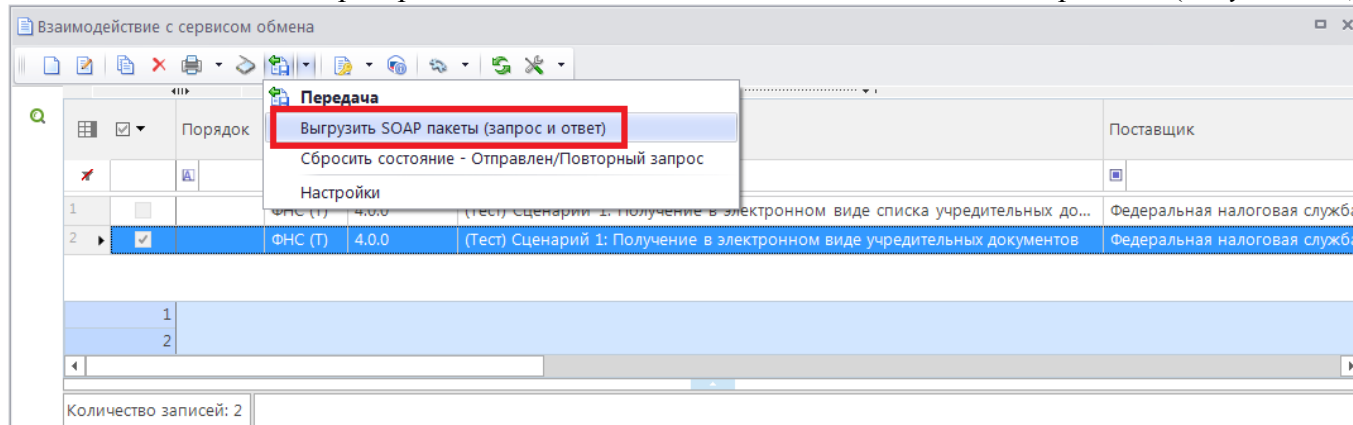 Взаимодействие с сервисом обмена
Передача
Выгрузить SOAP пакеты (запрос и ответ)
Сбросить состояние - Отправлен/Повторный запрос
Настройки
Порядок Поставщик
1 ФНС (Т) 4.0.0 (Тест) Сценарий 1: Получение в электронном виде списка учредительных до... Федеральная налоговая служба
2 ФНС (Т) 4.0.0 (Тест) Сценарий 1: Получение в электронном виде учредительных документов Федеральная налоговая служба
1
2
Количество записей: 2